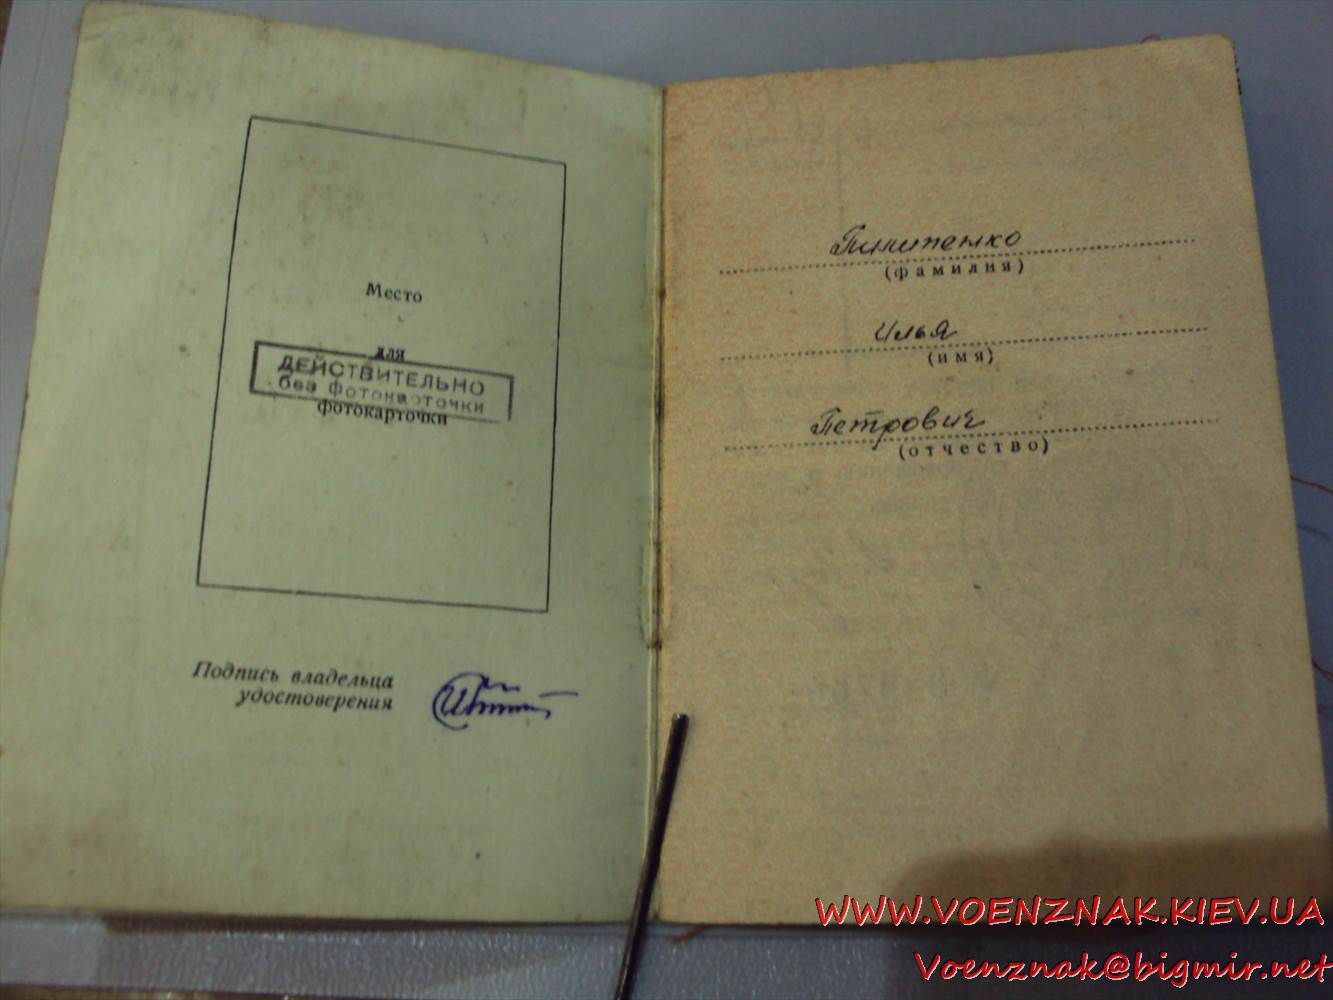 Место
для
ДЕЙСТВИТЕЛЬНО
без фотокарточки
фотокарточки
Подпись владельца
удостоверения
(фамилия)
Илья
(имя)
Петрович
(отчество)
WWW.VOENZNAK.KIEV.UA
Voenznak@bigmir.net